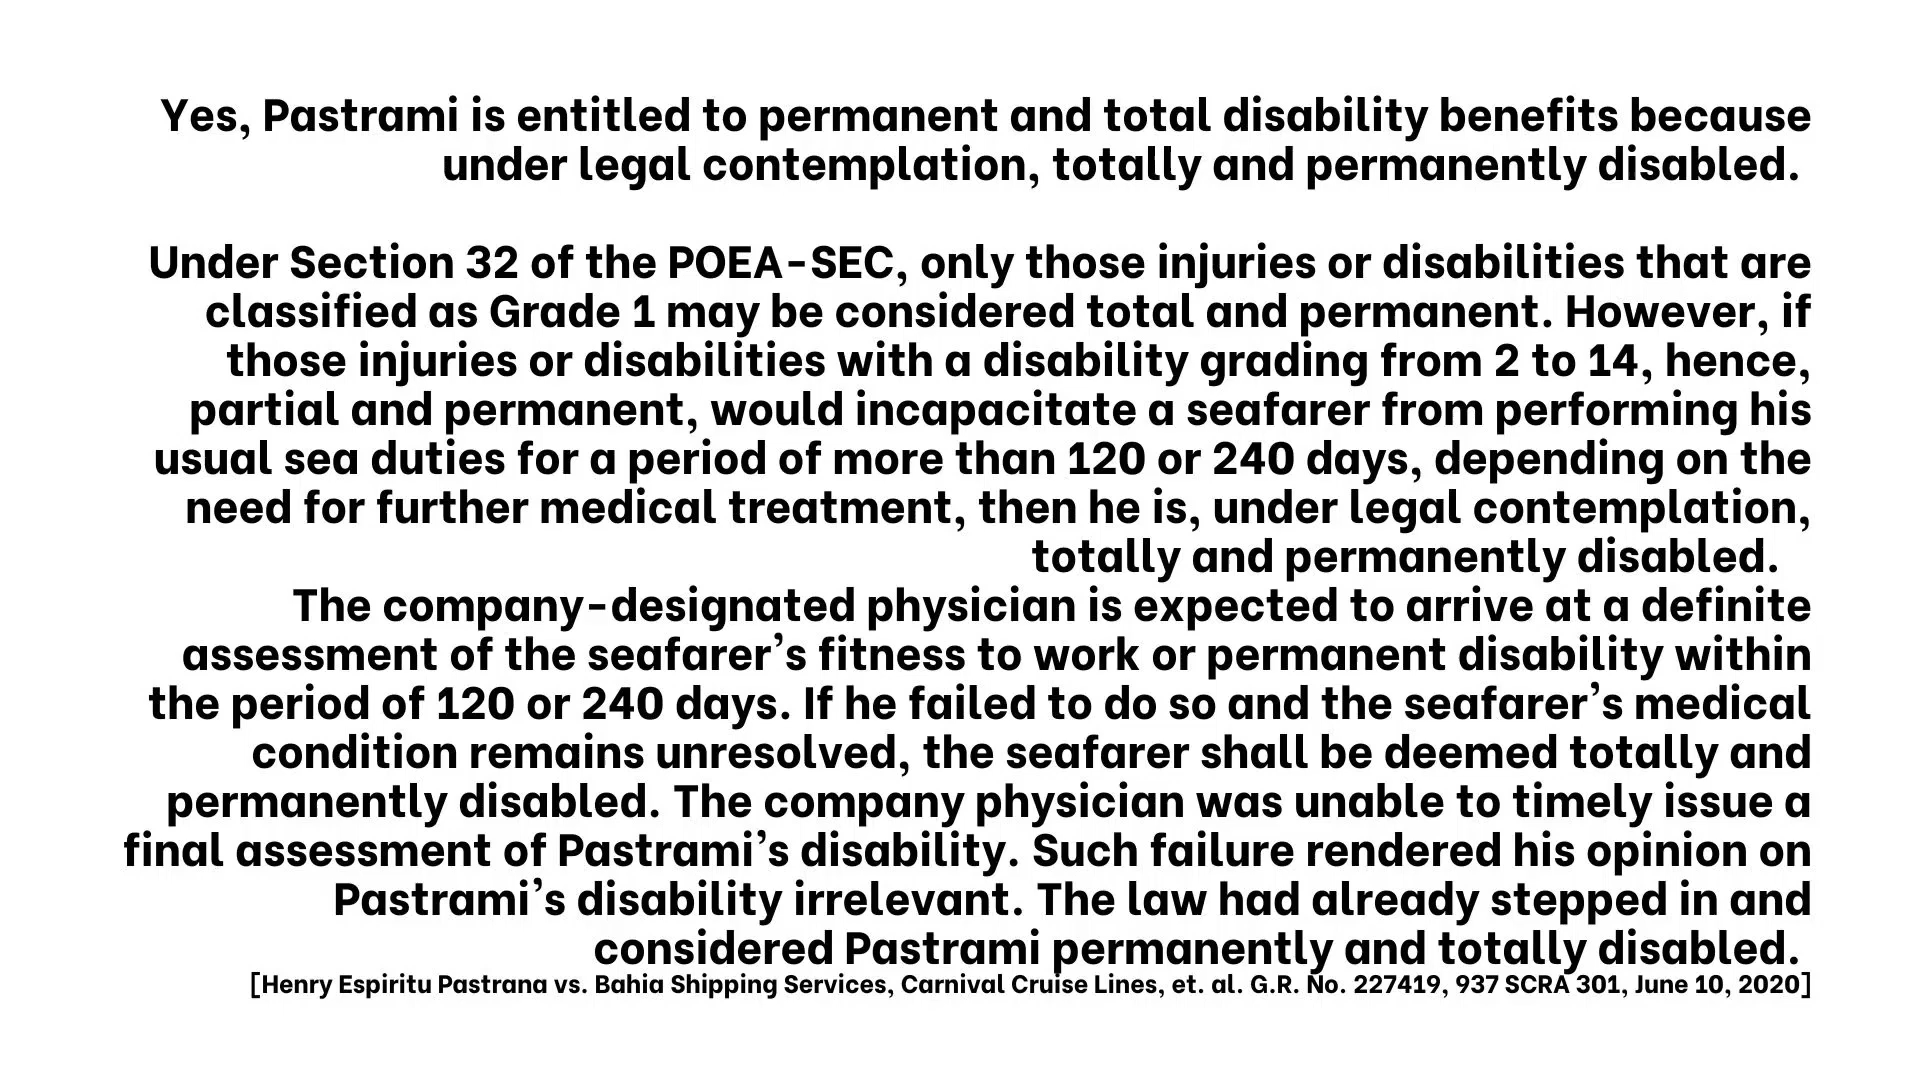 Yes, Pastrami is entitled to permanent and total disability benefits because
under legal contemplation, totally and permanently disabled.
Under Section 32 of the POEA-SEC, only those injuries or disabilities that are
classified as Grade 1 may be considered total and permanent. However, if
those injuries or disabilities with a disability grading from 2 to 14, hence,
partial and permanent, would incapacitate a seafarer from performing his
usual sea duties for a period of more than 120 or 240 days, depending on the
need for further medical treatment, then he is, under legal contemplation,
totally and permanently disabled.
The company-designated physician is expected to arrive at a definite
assessment of the seafarer’s fitness to work or permanent disability within
the period of 120 or 240 days. If he failed to do so and the seafarer’s medical
condition remains unresolved, the seafarer shall be deemed totally and
permanently disabled. The company physician was unable to timely issue a
final assessment of Pastrami’s disability. Such failure rendered his opinion on
Pastrami’s disability irrelevant. The law had already stepped in and
considered Pastrami permanently and totally disabled.
[Henry Espiritu Pastrana vs. Bahia Shipping Services, Carnival Cruise Lines, et. al. G.R. No. 227419, 937 SCRA 301, June 10, 2020]